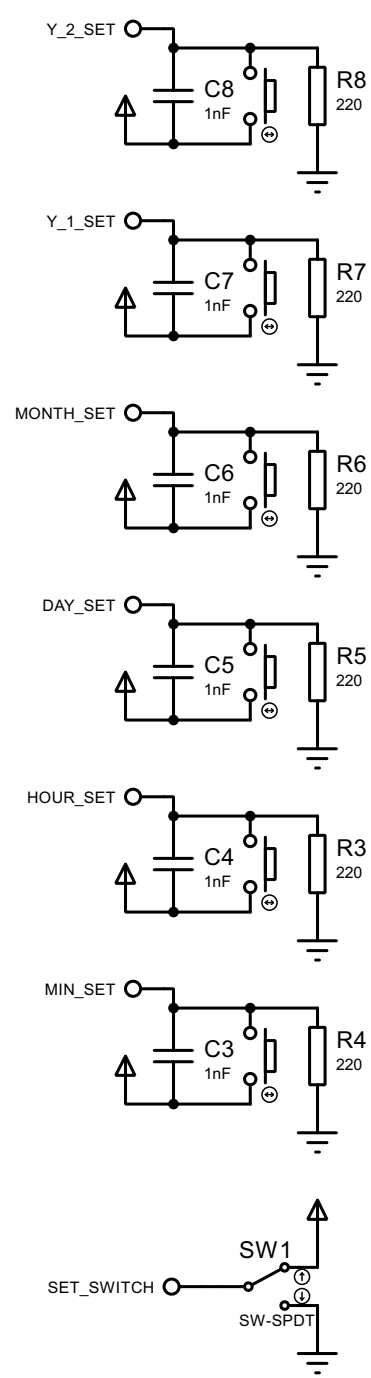 Y_2_SET
C8
1nF
R8
220
Y_1_SET
C7
1nF
R7
220
MONTH_SET
C6
1nF
R6
220
DAY_SET
C5
1nF
R5
220
HOUR_SET
C4
1nF
R3
220
MIN_SET
C3
1nF
R4
220
SW1
SET_SWITCH
SW-SPDT